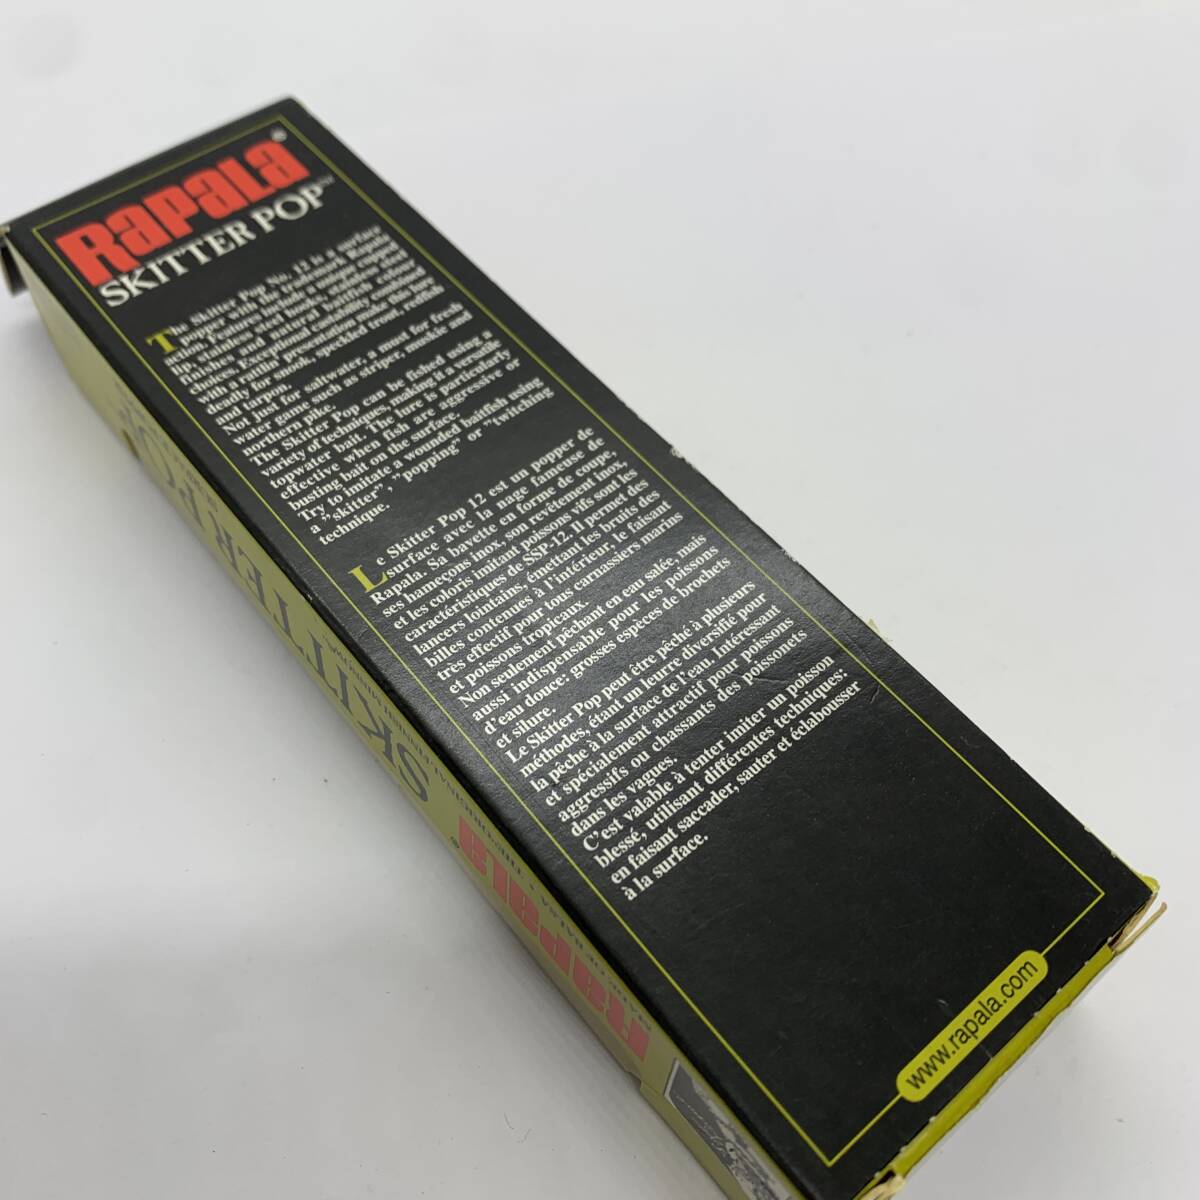 Rapala®
SKITTER POP™
The Skitter Pop No. 12 is a surface
popper with the trademark Rapala
action. Features include a unique cupped
lip, stainless steel hooks,
finishes and natural baitfish colour
choices. Exceptional castability combined
with a rattlin' presentation make this lure
deadly for snook, speckled trout, redfish
and tarpon.
Not just for saltwater, a must for fresh
water game such as striper, muskie and
northern pike.
The Skitter Pop can be fished using a
variety of techniques, making it a versatile
topwater bait. The lure is particularly
effective when fish are aggressive or
busting bait on the surface.
Try to imitate a wounded baitfish using
a "skitter", "popping" or "twitching
technique.
Le Skitter Pop 12 est un popper de
surface avec la nage fameuse de
Rapala. Sa bavette en forme de coupe,
ses hameçons inox, son revêtement inox,
et les coloris imitant poissons vifs sont les
caractéristiques de SSP-12. Il permet des
lancers lointains, émettant les bruits des
billes contenues à l'intérieur, le faisant
très effectif pour tous carnassiers marins
et poissons tropicaux.
Non seulement pêchant en eau salée, mais
aussi indispensable pour les poissons
d'eau douce: grosses espèces de brochets
et silure.
Le Skitter Pop peut être pêché à plusieurs
méthodes, étant un leurre diversifié pour
la pêche à la surface de l'eau. Intéressant
et spécialement attractif pour poissons
aggressifs ou chassants des poissonets
dans les vagues.
C'est valable à tenter imiter un poisson
blessé, utilisant différentes techniques:
en faisant saccader, sauter et éclabousser
à la surface.
www.rapala.com
SKITTER POP
Rapala®